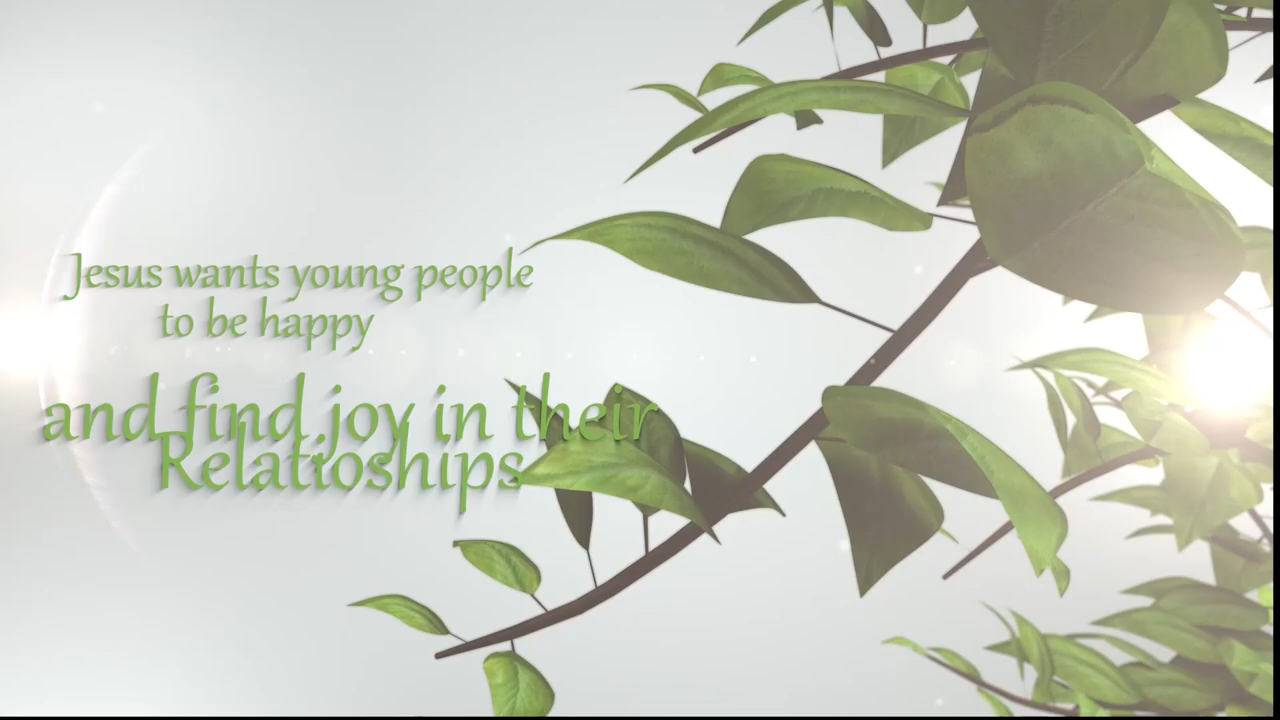 Jesus wants young people
to be happy
and find joy in their
Relatioships